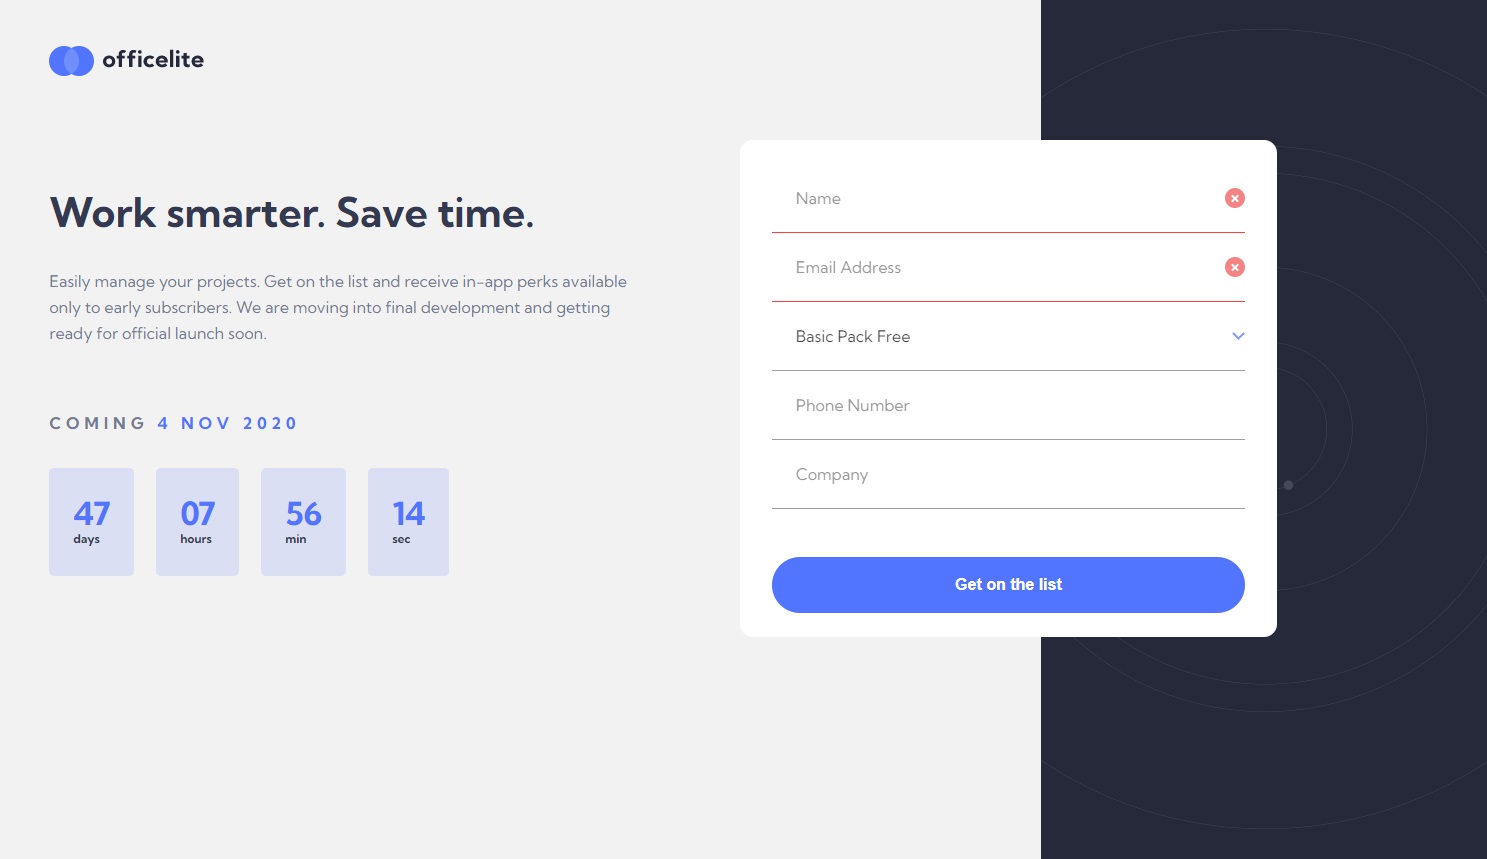 officelite
Work smarter. Save time.
Easily manage your projects. Get on the list and receive in-app perks available
only to early subscribers. We are moving into final development and getting
ready for official launch soon.
COMING 4 NOV 2020
47 07 56 14
days hours min sec
Name
Email Address
Basic Pack Free
Phone Number
Company
Get on the list